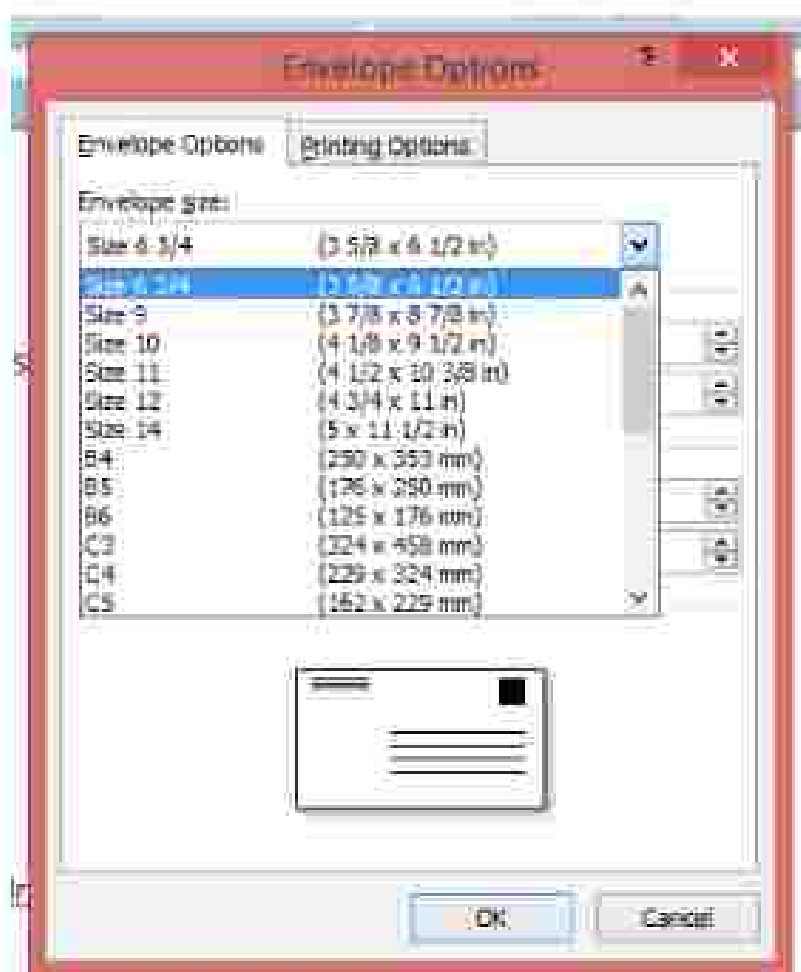 Envelope Options
Envelope Options Printing Options
Envelope size:
Size 6 3/4 (3 5/8 x 6 1/2 in)
Size 6 3/4 (3 5/8 x 6 1/2 in)
Size 9 (3 7/8 x 8 7/8 in)
Size 10 (4 1/8 x 9 1/2 in)
Size 11 (4 1/2 x 10 3/8 in)
Size 12 (4 3/4 x 11 in)
Size 14 (5 x 11 1/2 in)
B4 (250 x 353 mm)
B5 (176 x 250 mm)
B6 (125 x 176 mm)
C3 (324 x 458 mm)
C4 (229 x 324 mm)
C5 (162 x 229 mm)
OK Cancel